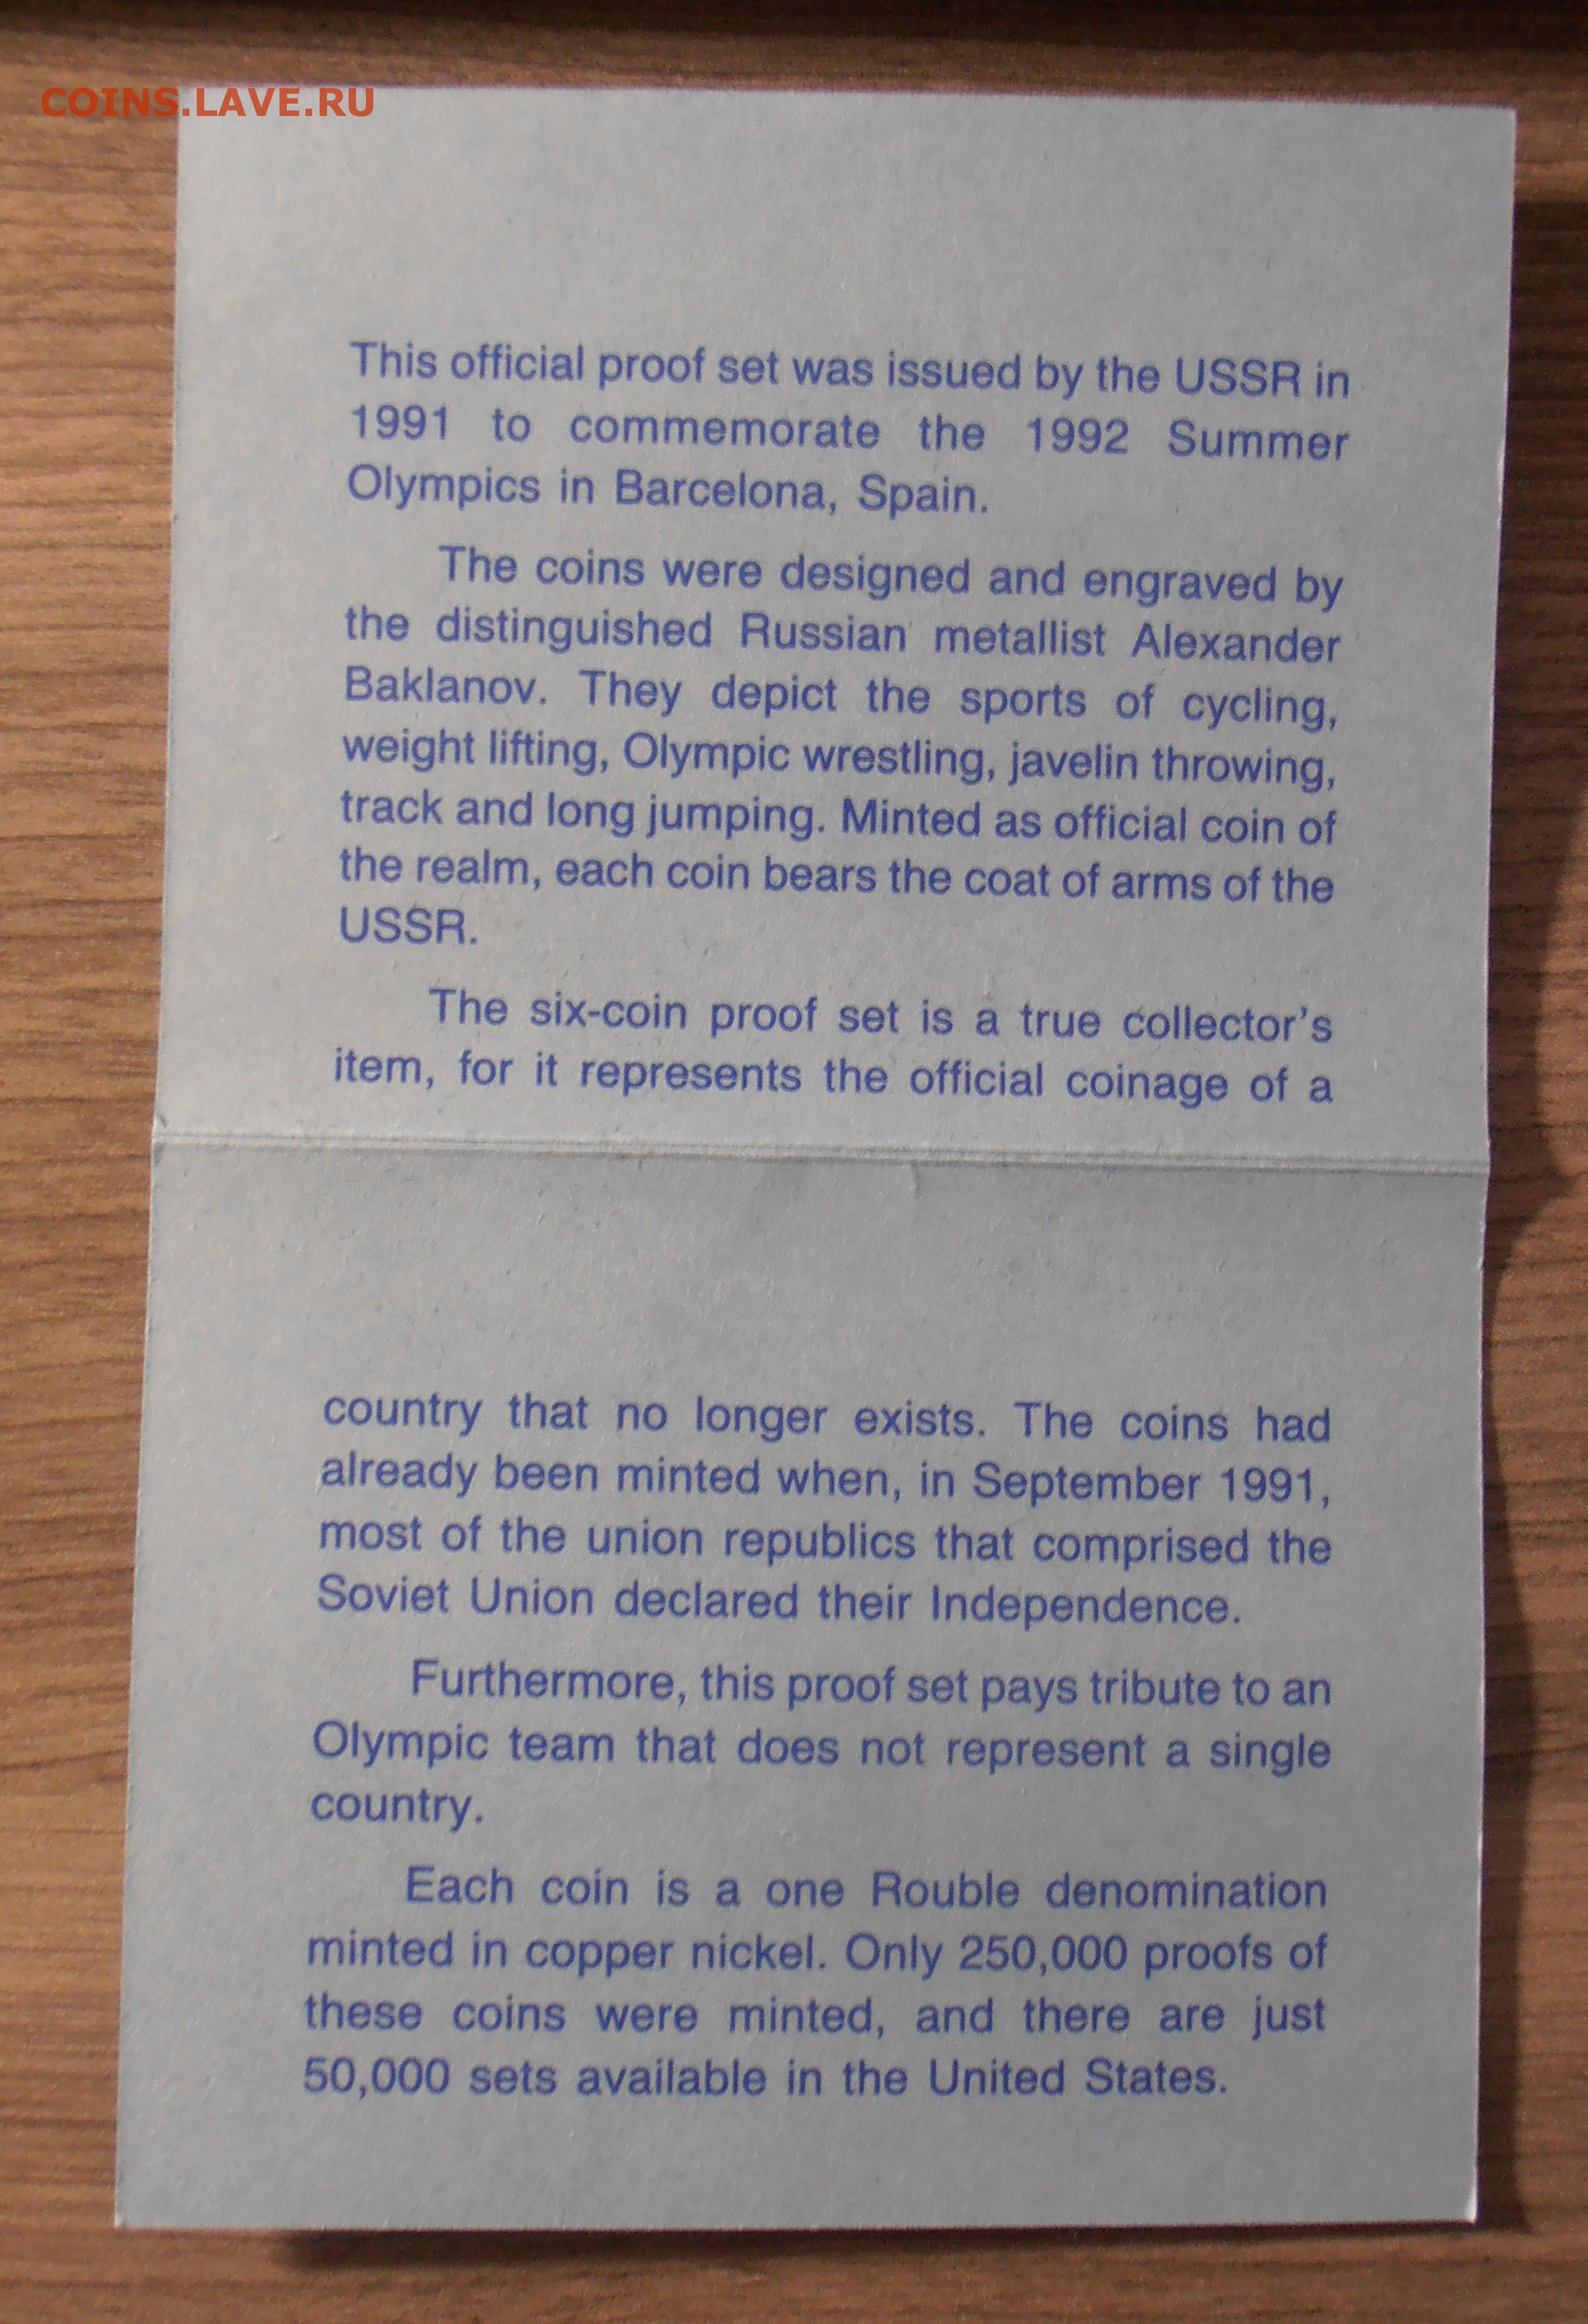 COINS.LAVE.RU
This official proof set was issued by the USSR in
1991 to commemorate the 1992 Summer
Olympics in Barcelona, Spain.
The coins were designed and engraved by
the distinguished Russian metallist Alexander
Baklanov. They depict the sports of cycling,
weight lifting, Olympic wrestling, javelin throwing,
track and long jumping. Minted as official coin of
the realm, each coin bears the coat of arms of the
USSR.
The six-coin proof set is a true collector's
item, for it represents the official coinage of a
country that no longer exists. The coins had
already been minted when, in September 1991,
most of the union republics that comprised the
Soviet Union declared their Independence.
Furthermore, this proof set pays tribute to an
Olympic team that does not represent a single
country.
Each coin is a one Rouble denomination
minted in copper nickel. Only 250,000 proofs of
these coins were minted, and there are just
50,000 sets available in the United States.